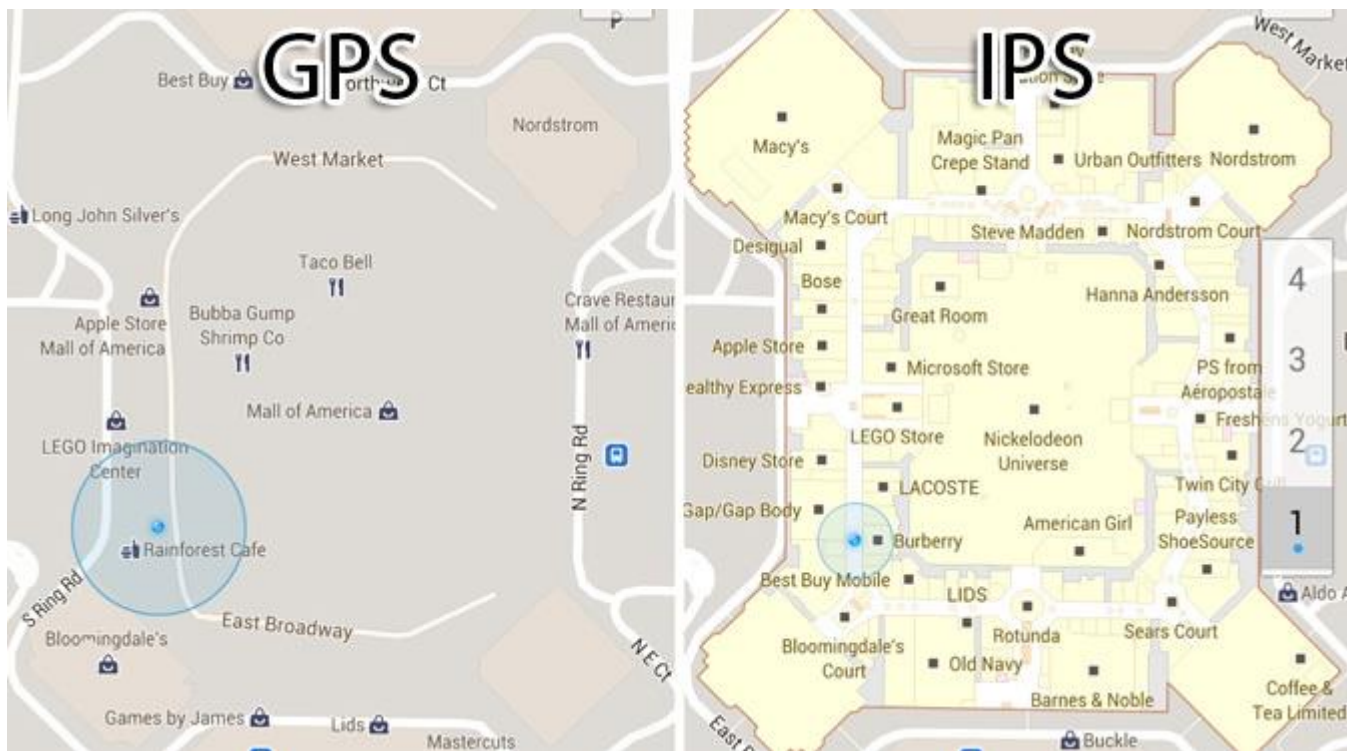 GPS
P
Best Buy
Ct
Nordstrom
West Market
Long John Silver's
Taco Bell
Apple Store
Mall of America
Bubba Gump
Shrimp Co
Crave Restau
Mall of Americ
Mall of America
LEGO Imagination
Center
N Ring Rd
Rainforest Cafe
S Ring Rd
East Broadway
Bloomingdale's
N E Ct
Games by James
Lids
Mastercuts
IPS
West Market
Macy's
Magic Pan
Crepe Stand
Urban Outfitters
Nordstrom
Macy's Court
Steve Madden
Nordstrom Court
Desigual
Bose
Hanna Andersson
Great Room
4
Apple Store
Microsoft Store
PS from
Aéropostale
3
ealthy Express
LEGO Store
Nickelodeon
Universe
Freshens Yogurt
2
Disney Store
LACOSTE
Twin City
Gap/Gap Body
American Girl
Payless
ShoeSource
1
Burberry
Best Buy Mobile
LIDS
Aldo A
Bloomingdale's
Court
Rotunda
Sears Court
Old Navy
Barnes & Noble
Coffee &
Tea Limited
East
Buckle